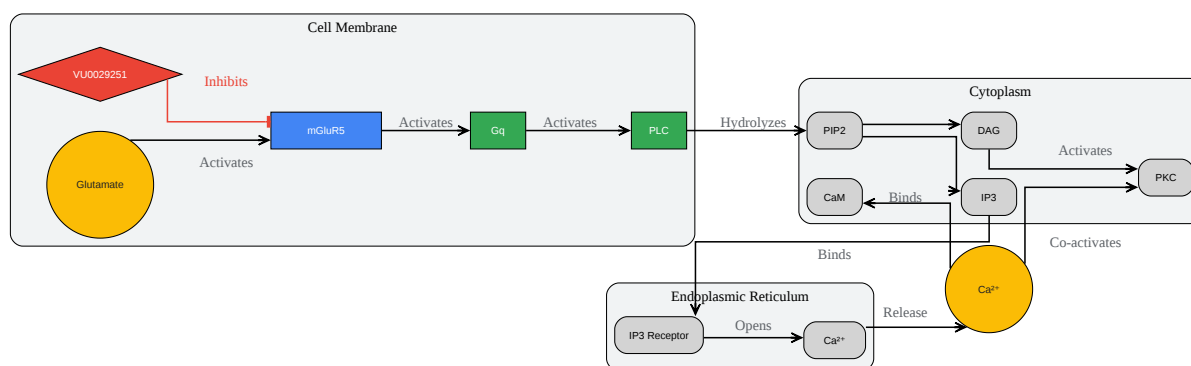 Cell Membrane
VU0029251
Inhibits
mGluR5
Activates
Gq
Activates
PLC
Hydrolyzes
Activates
Glutamate
Cytoplasm
PIP2
DAG
Activates
PKC
CaM
Binds
IP3
Co-activates
Binds
Ca²⁺
Endoplasmic Reticulum
IP3 Receptor
Opens
Ca²⁺
Release